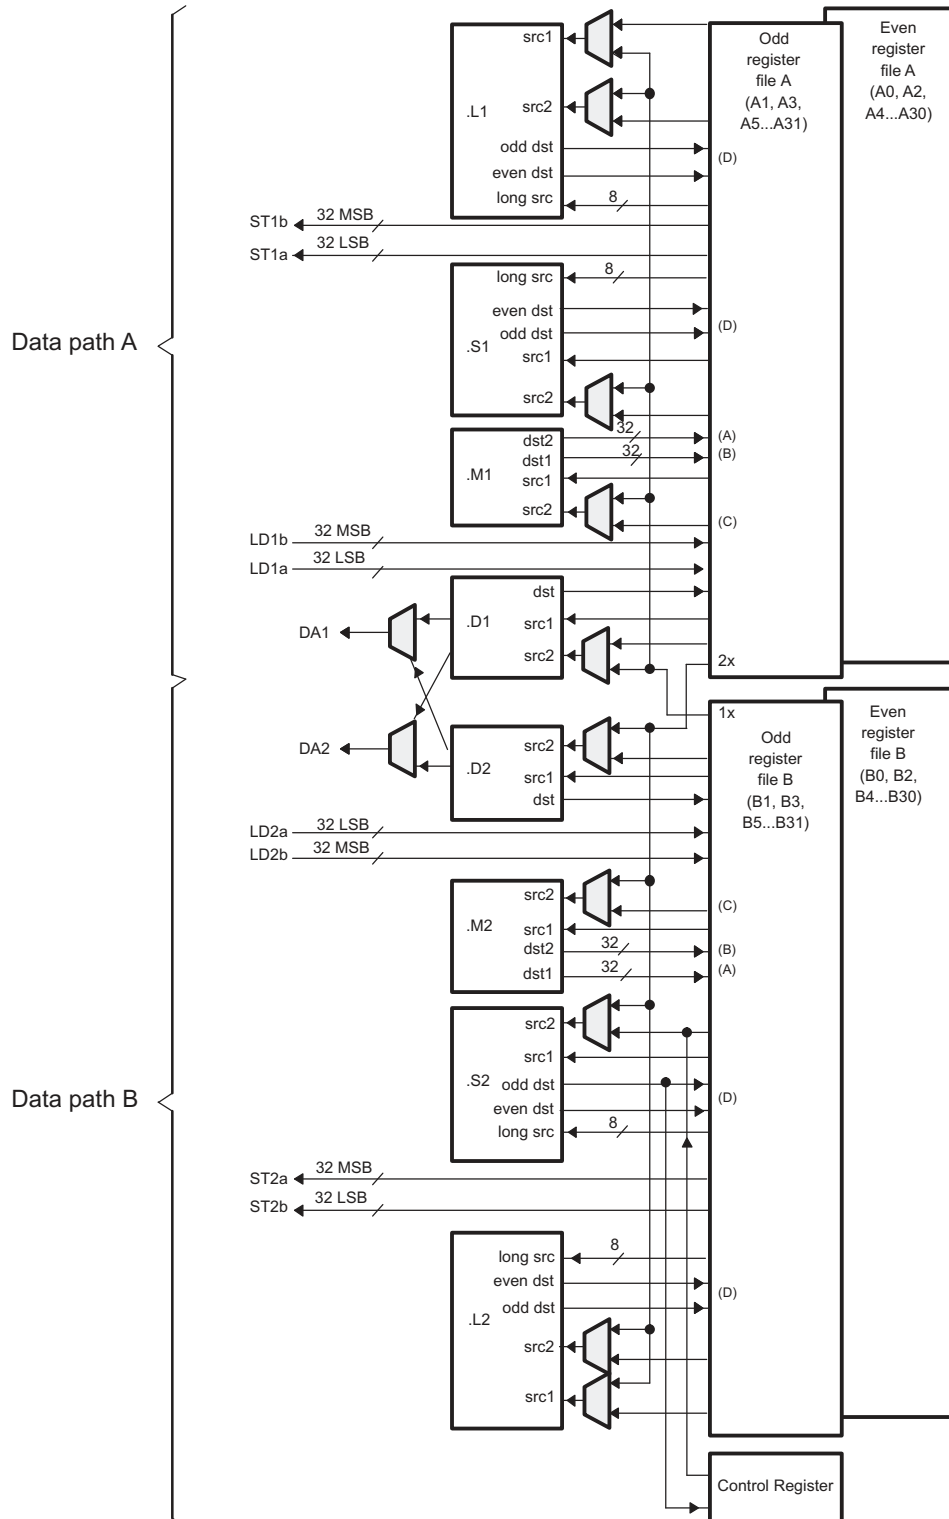 src1
Odd
register
file A
(A1, A3,
A5...A31)
Even
register
file A
(A0, A2,
A4...A30)
src2
.L1
odd dst
(D)
even dst
long src
8
ST1b
32 MSB
ST1a
32 LSB
long src
8
even dst
(D)
odd dst
Data path A
.S1
src1
src2
32
dst2
(A)
32
dst1
(B)
.M1
src1
src2
(C)
LD1b
32 MSB
LD1a
32 LSB
dst
.D1
src1
DA1
src2
2x
1x
Odd
register
file B
(B1, B3,
B5...B31)
Even
register
file B
(B0, B2,
B4...B30)
DA2
src2
.D2
src1
dst
LD2a
32 LSB
LD2b
32 MSB
src2
(C)
.M2
src1
dst2
32
(B)
dst1
32
(A)
src2
src1
.S2
odd dst
(D)
even dst
long src
8
Data path B
ST2a
32 MSB
ST2b
32 LSB
long src
8
even dst
(D)
odd dst
.L2
src2
src1
Control Register